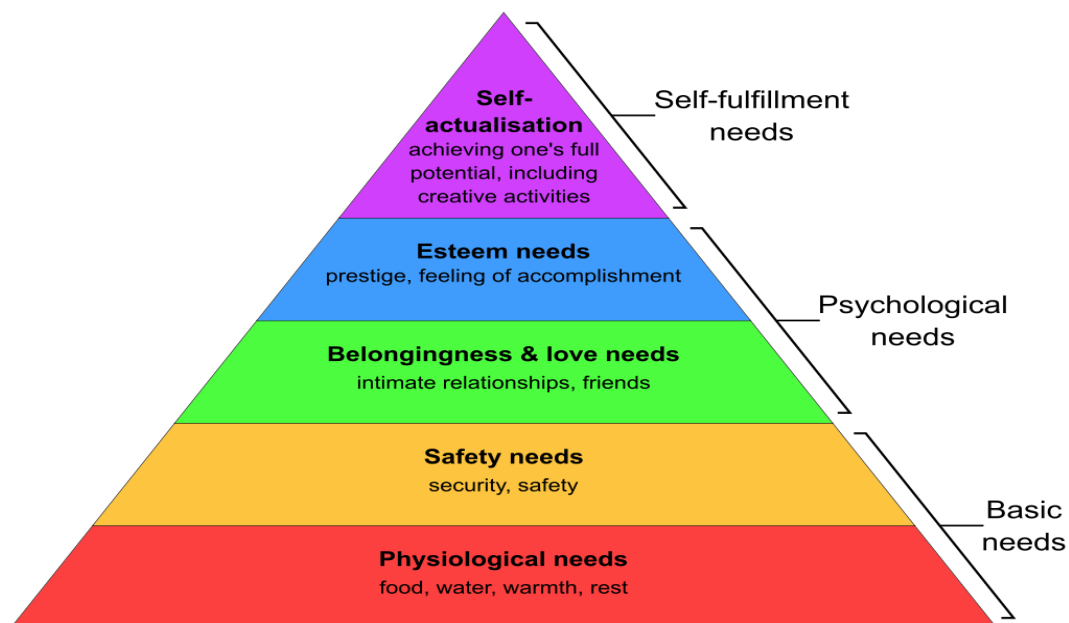 Self-
actualisation
achieving one's full
potential, including
creative activities
Self-fulfillment
needs
Esteem needs
prestige, feeling of accomplishment
Psychological
needs
Belongingness & love needs
intimate relationships, friends
Safety needs
security, safety
Basic
needs
Physiological needs
food, water, warmth, rest